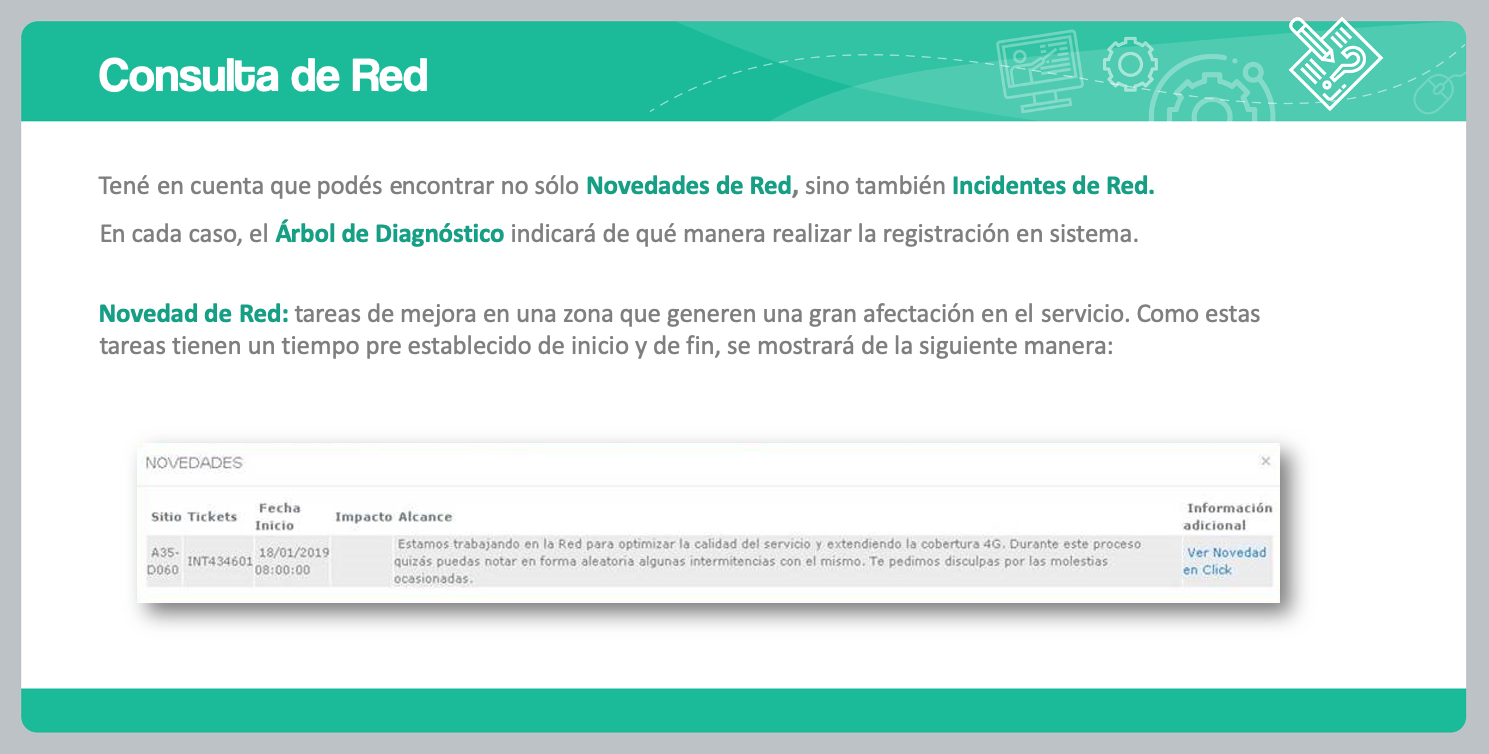 Consulta de Red
Tené en cuenta que podés encontrar no sólo Novedades de Red, sino también Incidentes de Red.
En cada caso, el Árbol de Diagnóstico indicará de qué manera realizar la registración en sistema.
Novedad de Red: tareas de mejora en una zona que generen una gran afectación en el servicio. Como estas
tareas tienen un tiempo pre establecido de inicio y de fin, se mostrará de la siguiente manera:
NOVEDADES ×
Sitio Tickets Fecha Inicio Impacto Alcance Información adicional
A35-D060 INT434601 18/01/2019 08:00:00 Estamos trabajando en la Red para optimizar la calidad del servicio y extendiendo la cobertura 4G. Durante este proceso
quizás puedas notar en forma aleatoria algunas intermitencias con el mismo. Te pedimos disculpas por las molestias
ocasionadas.
Ver Novedad
en Click